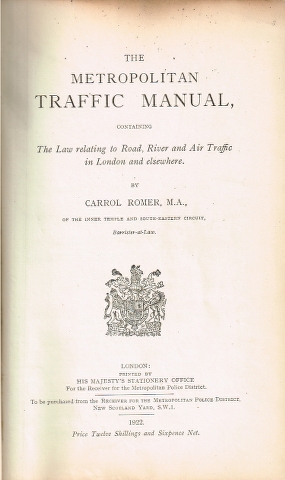 THE
METROPOLITAN
TRAFFIC MANUAL,
CONTAINING
The Law relating to Road, River and Air Traffic
in London and elsewhere.
BY
CARROL ROMER, M.A.,
OF THE INNER TEMPLE AND SOUTH-EASTERN CIRCUIT,
Barrister-at-Law.
LONDON:
PRINTED BY
HIS MAJESTY'S STATIONERY OFFICE
For the Receiver for the Metropolitan Police District.
To be purchased from the RECEIVER FOR THE METROPOLITAN POLICE DISTRICT,
NEW SCOTLAND YARD, S.W.1.
1922.
Price Twelve Shillings and Sixpence Net.